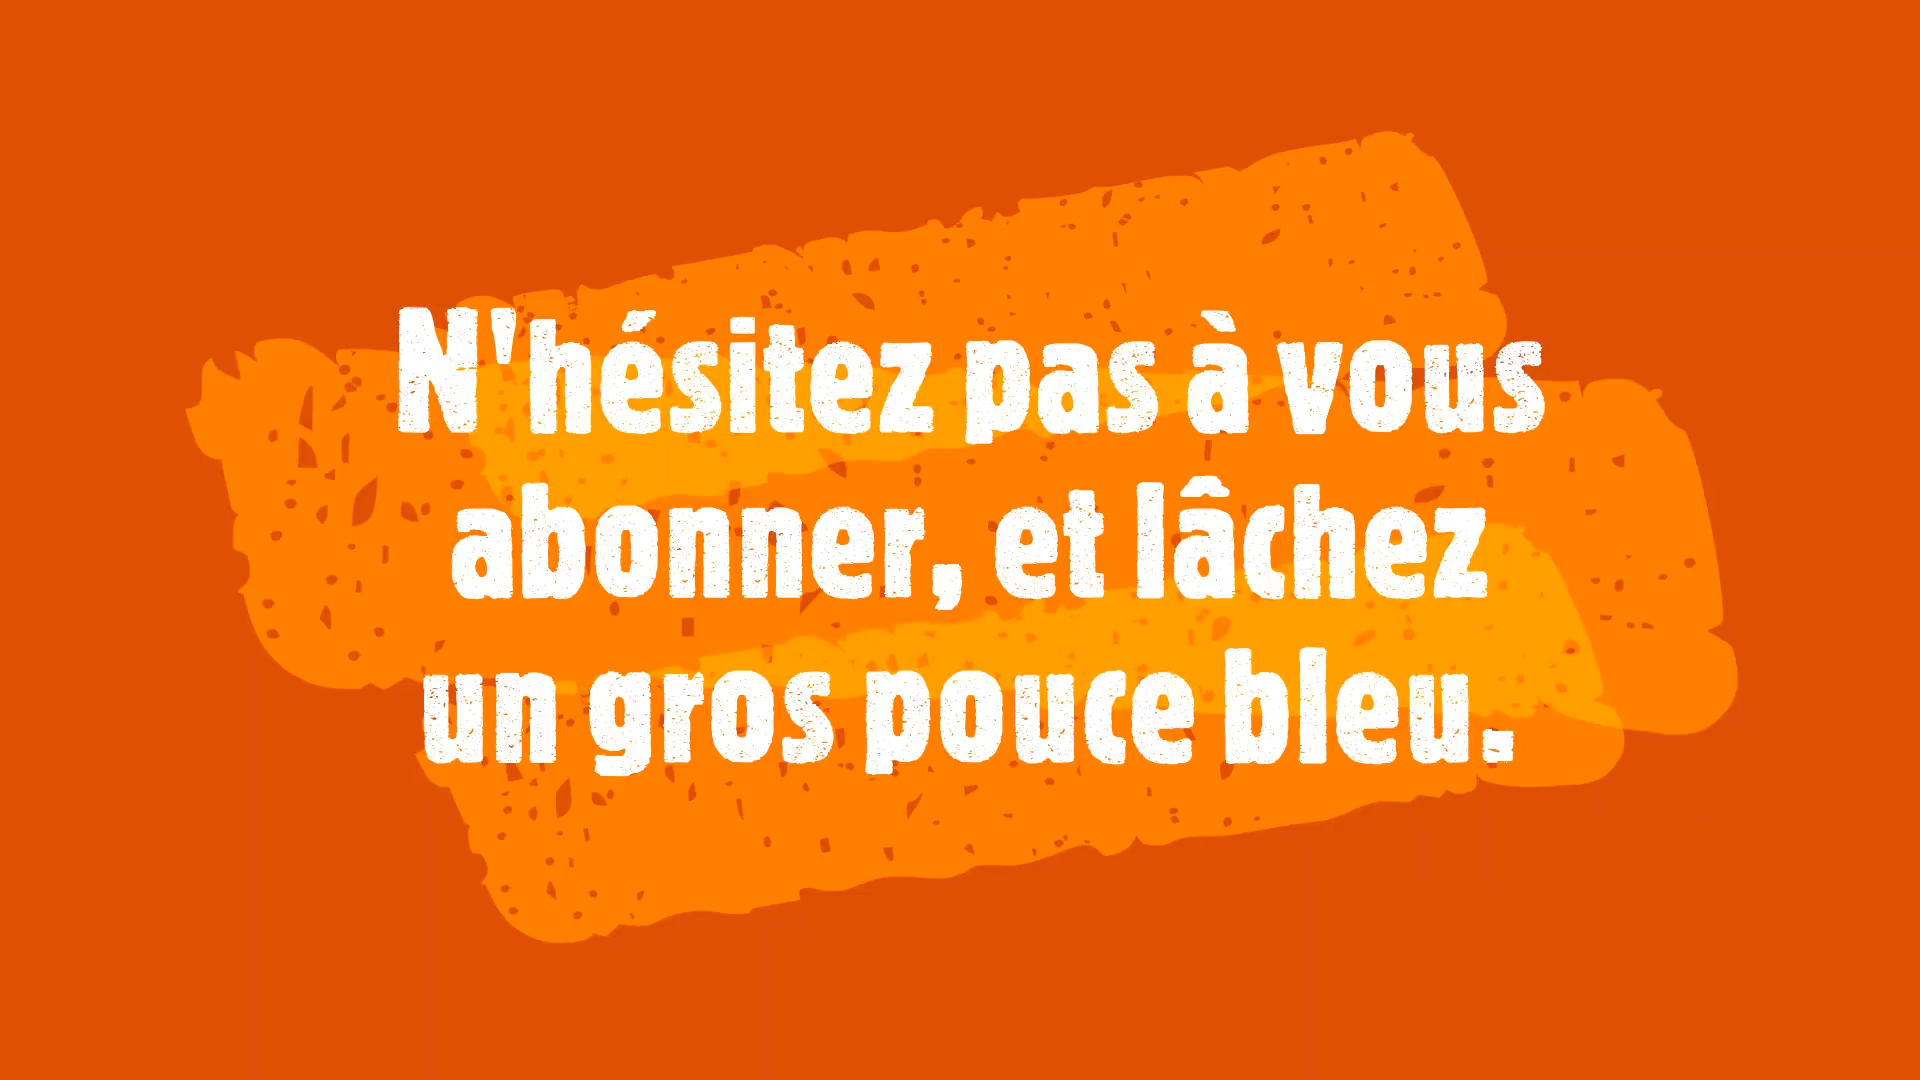 N'hésitez pas à vous
abonner, et lâchez
un gros pouce bleu.